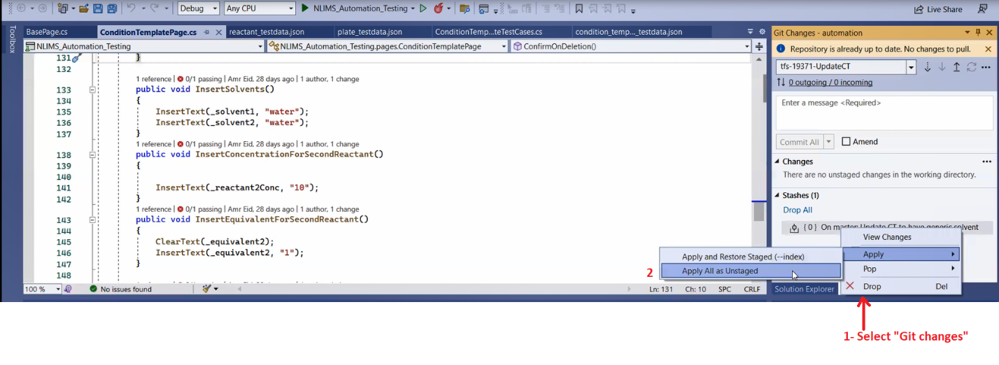 Debug Any CPU NLIMS_Automation_Testing Live Share
Toolbox
BasePage.cs ConditionTemplatePage.cs reactant_testdata.json plate_testdata.json ConditionTemp...teTestCases.cs condition_temp..._testdata.json
NLIMS_Automation_Testing NLIMS_Automation_Testing.pages.ConditionTemplatePage ConfirmOnDeletion()
131 }
132
1 reference | 0/1 passing | Amr Eid, 28 days ago | 1 author, 1 change
133 public void InsertSolvents()
134 {
135 InsertText(_solvent1, "water");
136 InsertText(_solvent2, "water");
137 }
1 reference | 0/1 passing | Amr Eid, 28 days ago | 1 author, 1 change
138 public void InsertConcentrationForSecondReactant()
139 {
140
141 InsertText(_reactant2Conc, "10");
142 }
1 reference | 0/1 passing | Amr Eid, 28 days ago | 1 author, 1 change
143 public void InsertEquivalentForSecondReactant()
144 {
145 ClearText(_equivalent2);
146 InsertText(_equivalent2, "1");
147 }
148
100 % No issues found Ln: 131 Ch: 10 SPC CRLF
Git Changes - automation
Repository is already up to date. No changes to pull.
tfs-19371-UpdateCT
0 outgoing / 0 incoming
Enter a message <Required>
Commit All Amend
Changes
There are no unstaged changes in the working directory.
Stashes (1)
Drop All
{ 0 } On master: Update CT to have generic solvent
View Changes
Apply
Pop
Drop Del
Apply and Restore Staged (--index)
2 Apply All as Unstaged
Solution Explorer
1- Select "Git changes"